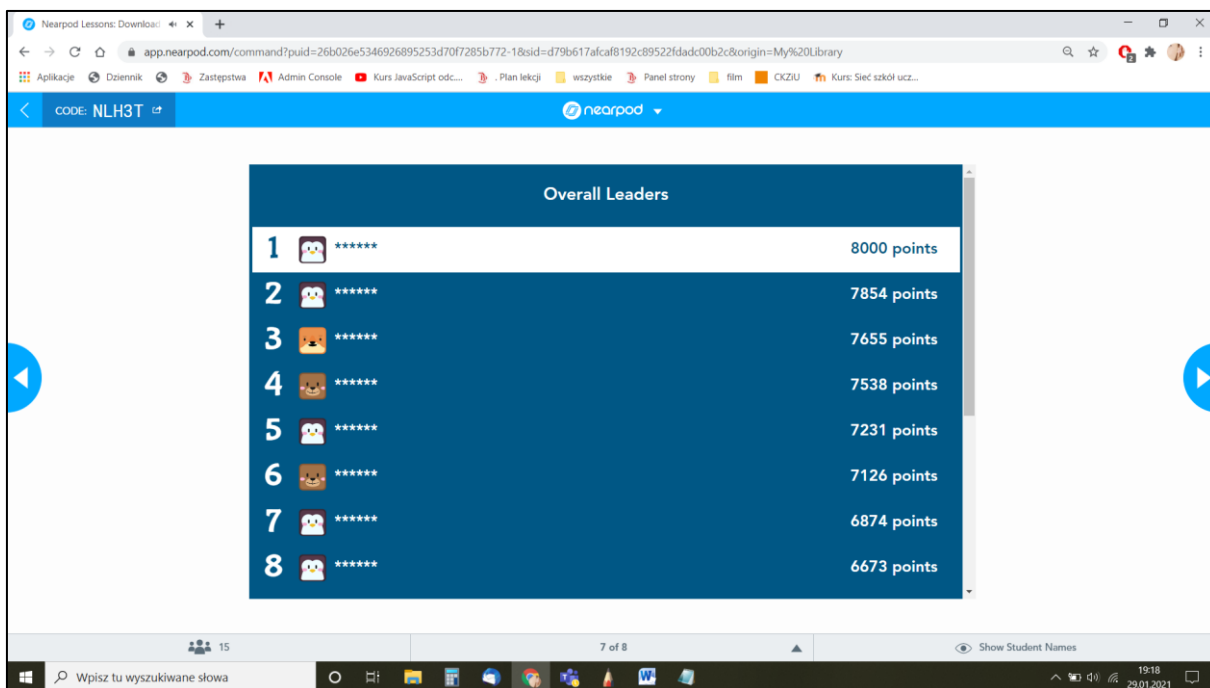 Nearpod Lessons: Download
app.nearpod.com/command?puid=26b026e5346926895253d70f7285b772-1&sid=d79b617afcaf8192c89522fdadc00b2c&origin=My%20Library
Aplikacje Dziennik Zastępstwa Admin Console Kurs JavaScript odc.... . Plan lekcji wszystkie Panel strony film CKZiU Kurs: Sieć szkół ucz...
CODE: NLH3T nearpod
Overall Leaders
1 ****** 8000 points
2 ****** 7854 points
3 ****** 7655 points
4 ****** 7538 points
5 ****** 7231 points
6 ****** 7126 points
7 ****** 6874 points
8 ****** 6673 points
15 7 of 8 Show Student Names
Wpisz tu wyszukiwane słowa 19:18
29.01.2021